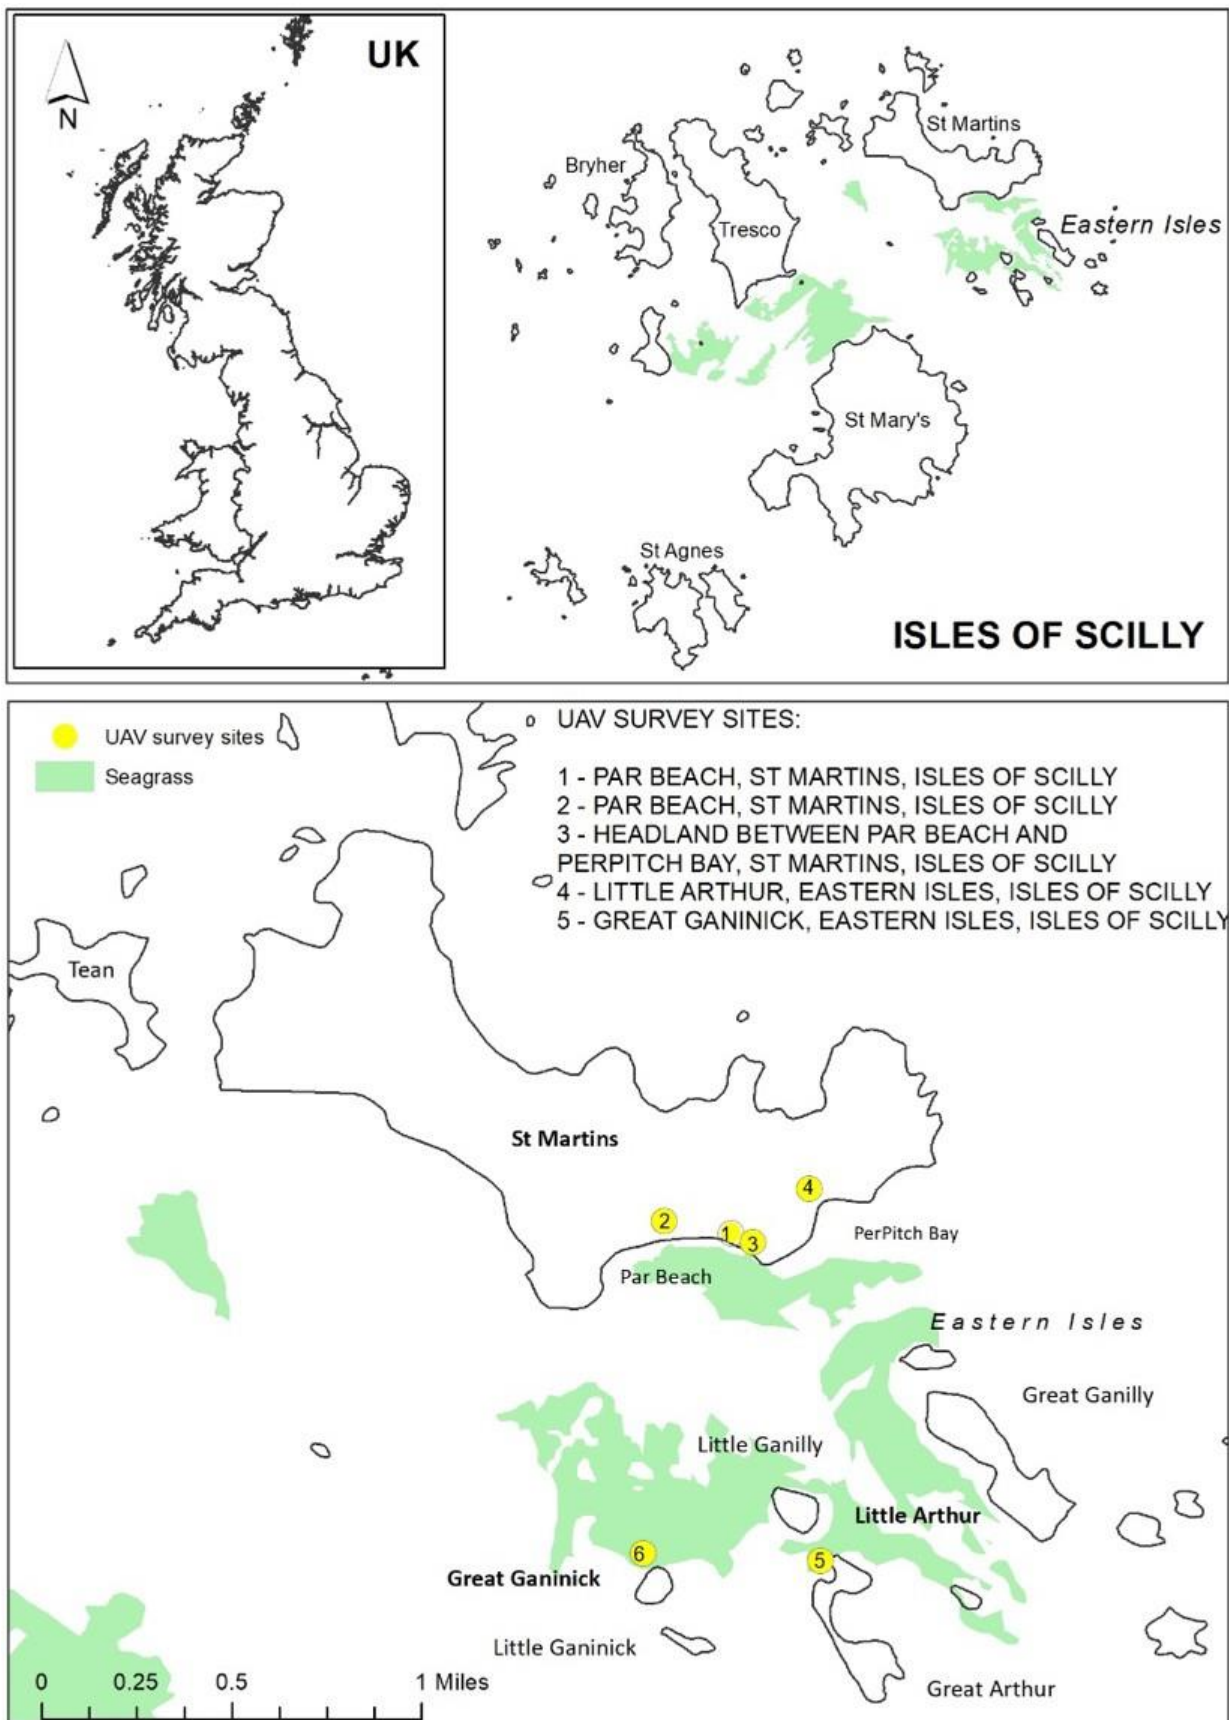 UK
N
St Martins
Bryher
Eastern Isles
Tresco
St Mary's
St Agnes
ISLES OF SCILLY
UAV survey sites
Seagrass
UAV SURVEY SITES:
1 - PAR BEACH, ST MARTINS, ISLES OF SCILLY
2 - PAR BEACH, ST MARTINS, ISLES OF SCILLY
3 - HEADLAND BETWEEN PAR BEACH AND
PERPITCH BAY, ST MARTINS, ISLES OF SCILLY
4 - LITTLE ARTHUR, EASTERN ISLES, ISLES OF SCILLY
5 - GREAT GANINICK, EASTERN ISLES, ISLES OF SCILLY
Tean
St Martins
4
2
1
3
PerPitch Bay
Par Beach
Eastern Isles
Great Ganilly
Little Ganilly
Little Arthur
6
5
Great Ganinick
Little Ganinick
Great Arthur
0 0.25 0.5 1 Miles